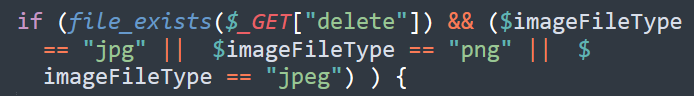 if (file_exists($_GET["delete"]) && ($imageFileType
== "jpg" ||  $imageFileType == "png" ||  $
imageFileType == "jpeg") ) {